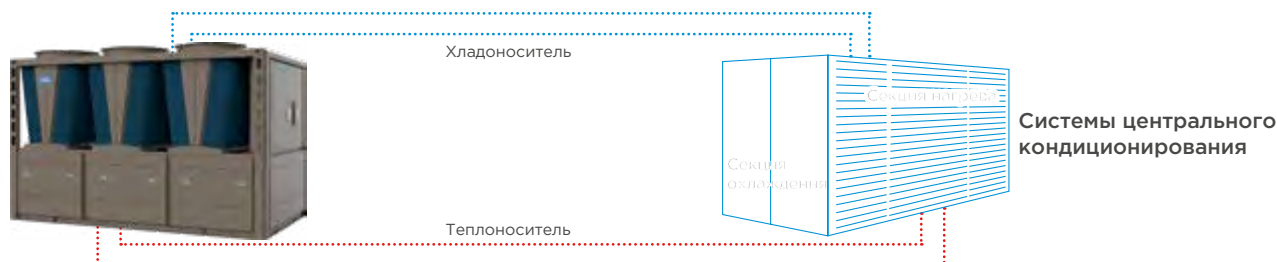 Хладоноситель
Секция нагрева
Системы центрального
кондиционирования
Секция
охлаждения
Теплоноситель